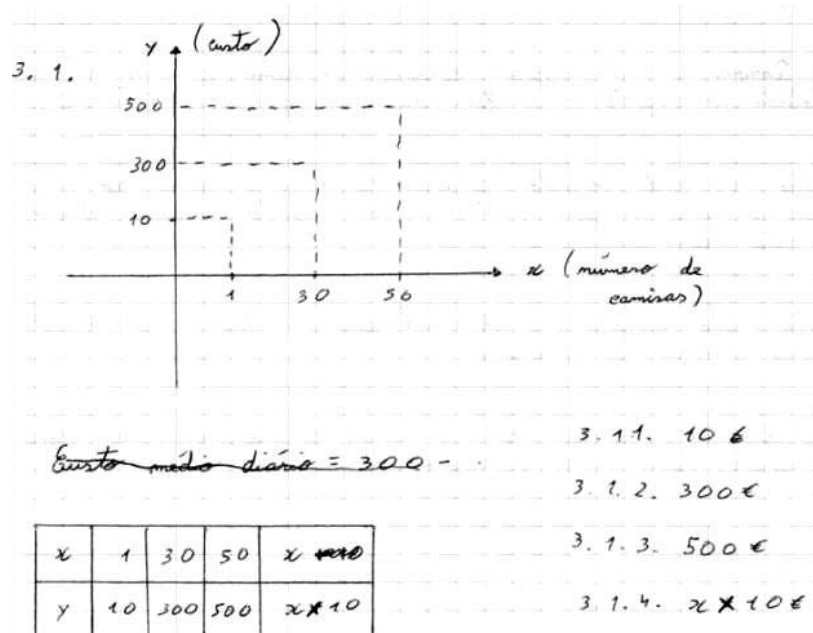 y (custo)
3. 1.
500
300
10
1 30 50
x (número de
camisas)
3. 1 1. 10 €
Custo médio diário = 300 -
3. 1. 2. 300 €
3. 1. 3. 500 €
x 1 30 50 x
y 10 300 500 x x 10
3. 1. 4. x x 10 €